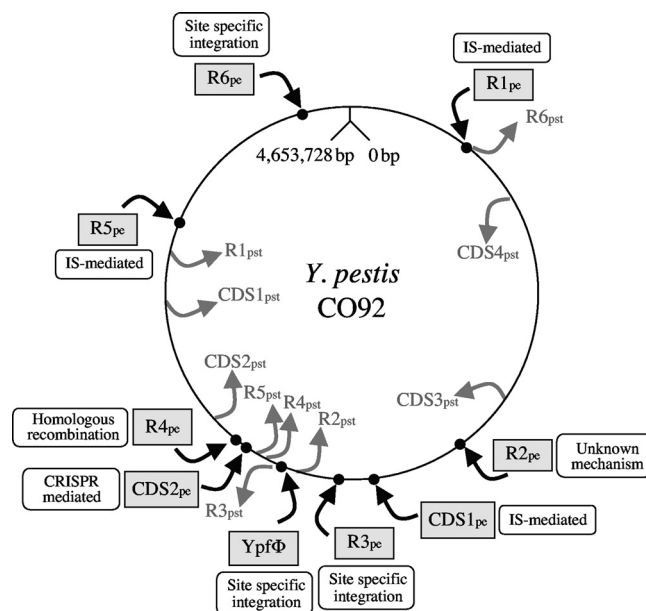 Site specific
integration
R6pe
IS-mediated
R1pe
R6pst
4,653,728 bp
0 bp
R5pe
IS-mediated
R1pst
CDS4pst
Y. pestis
CO92
CDS1pst
CDS2pst
R5pst
R4pst
R2pst
CDS3pst
Homologous
recombination
R4pe
CRISPR
mediated
CDS2pe
R3pst
YpfΦ
Site specific
integration
R3pe
Site specific
integration
CDS1pe
IS-mediated
R2pe
Unknown
mechanism